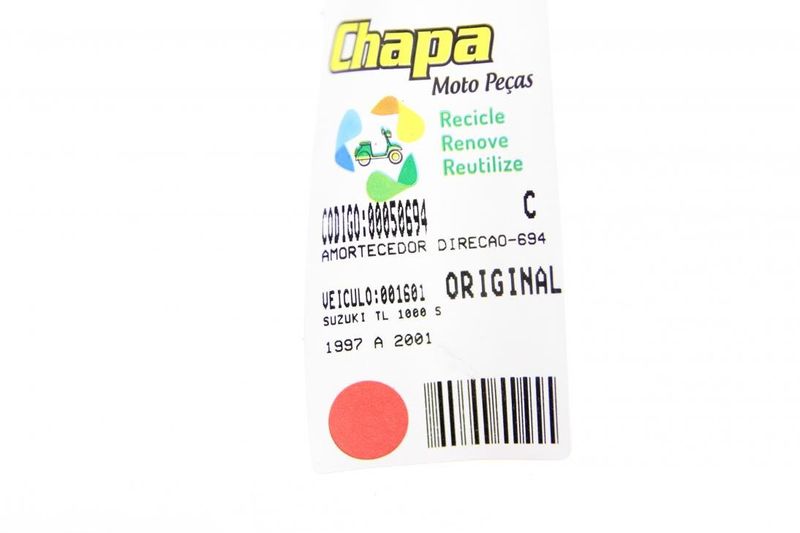 Chapa
Moto Peças
Recicle
Renove
Reutilize
CODIGO:00050694 C
AMORTECEDOR DIRECAO-694
VEICULO:001601 ORIGINAL
SUZUKI TL 1000 S
1997 A 2001